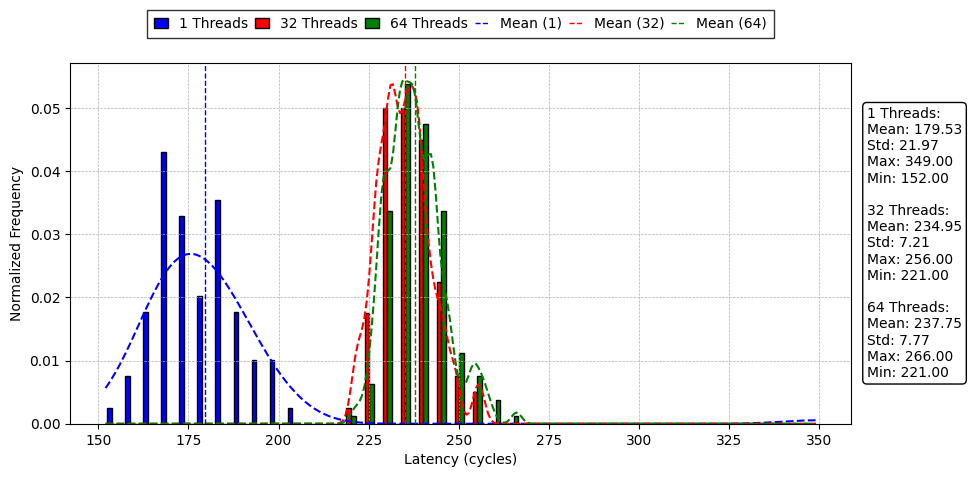 1 Threads 32 Threads 64 Threads Mean (1) Mean (32) Mean (64)
Normalized Frequency
0.05
0.04
0.03
0.02
0.01
0.00
150 175 200 225 250 275 300 325 350
Latency (cycles)
1 Threads:
Mean: 179.53
Std: 21.97
Max: 349.00
Min: 152.00
32 Threads:
Mean: 234.95
Std: 7.21
Max: 256.00
Min: 221.00
64 Threads:
Mean: 237.75
Std: 7.77
Max: 266.00
Min: 221.00